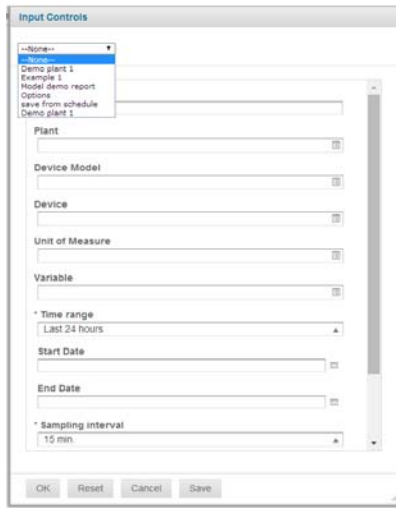 Input Controls
--None--
--None--
Demo plant 1
Example 1
Model demo report
Options
save from schedule
Demo plant 1
Plant
Device Model
Device
Unit of Measure
Variable
* Time range
Last 24 hours
Start Date
End Date
* Sampling interval
15 min.
OK Reset Cancel Save